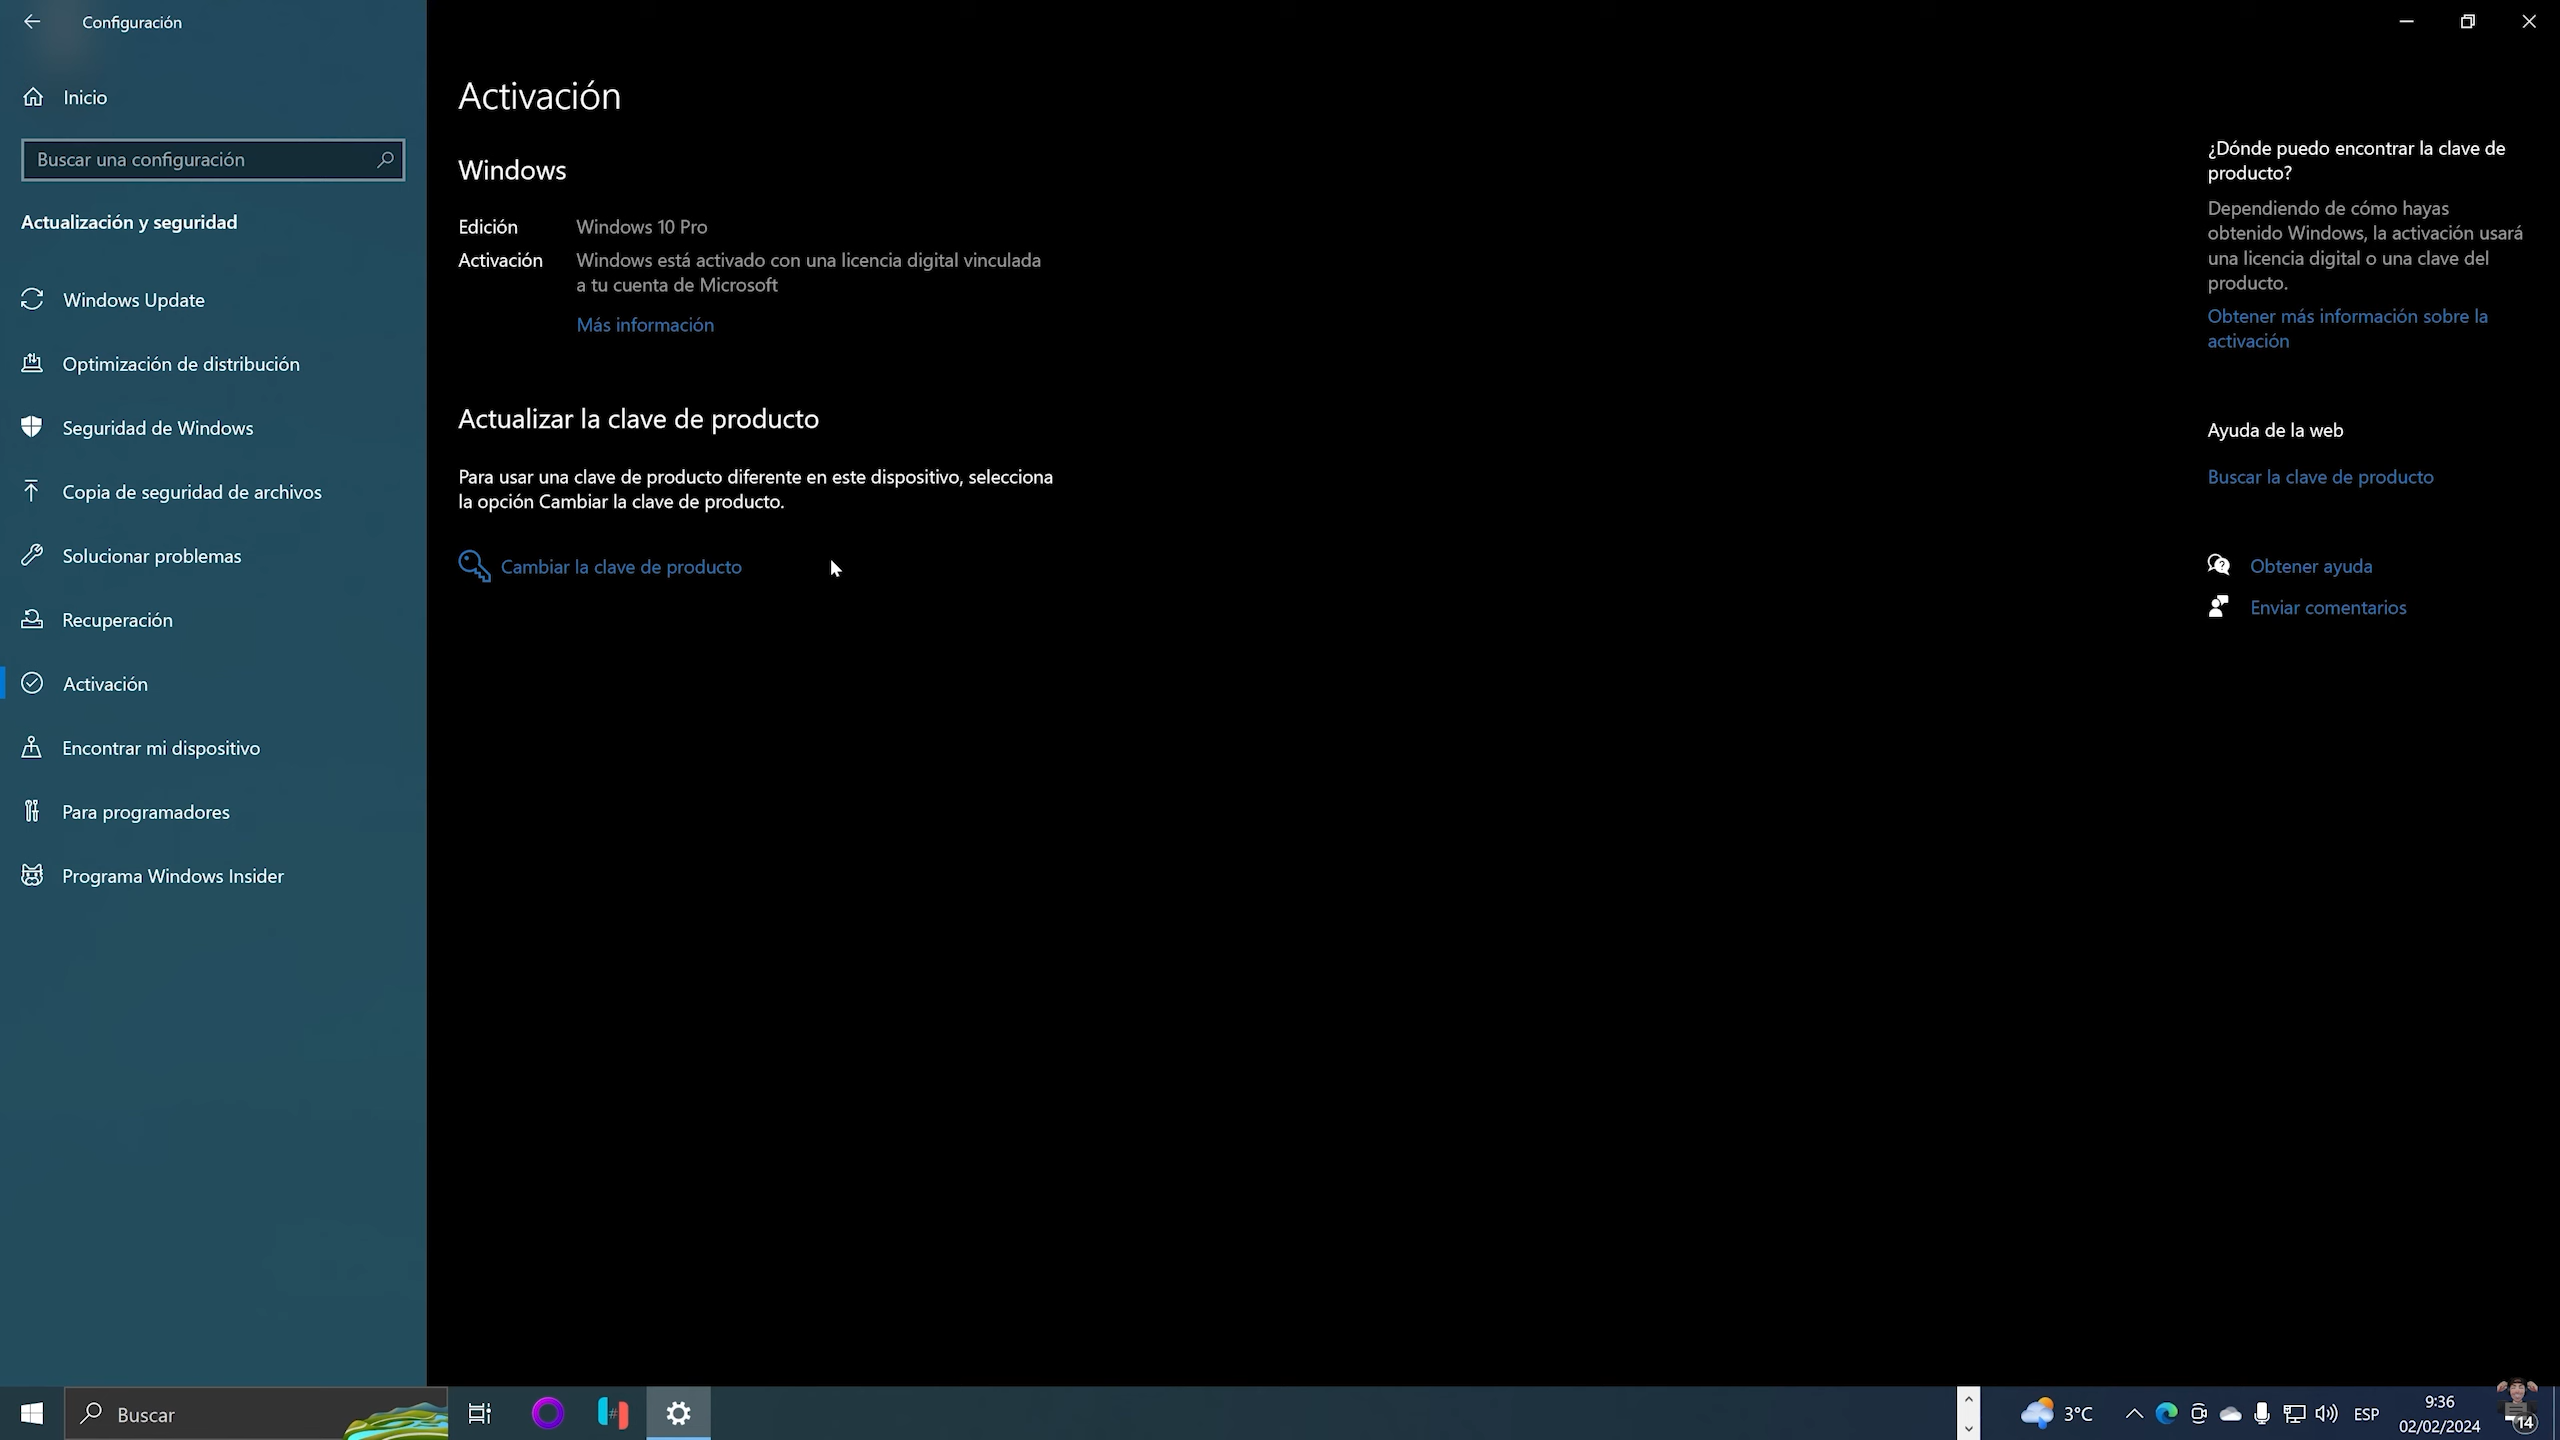 Configuración
Inicio
Buscar una configuración
Actualización y seguridad
Windows Update
Optimización de distribución
Seguridad de Windows
Copia de seguridad de archivos
Solucionar problemas
Recuperación
Activación
Encontrar mi dispositivo
Para programadores
Programa Windows Insider
Activación
Windows
Edición Windows 10 Pro
Activación Windows está activado con una licencia digital vinculada
a tu cuenta de Microsoft
Más información
Actualizar la clave de producto
Para usar una clave de producto diferente en este dispositivo, selecciona
la opción Cambiar la clave de producto.
Cambiar la clave de producto
¿Dónde puedo encontrar la clave de
producto?
Dependiendo de cómo hayas
obtenido Windows, la activación usará
una licencia digital o una clave del
producto.
Obtener más información sobre la
activación
Ayuda de la web
Buscar la clave de producto
Obtener ayuda
Enviar comentarios
Buscar
3°C
ESP
9:36
02/02/2024
14